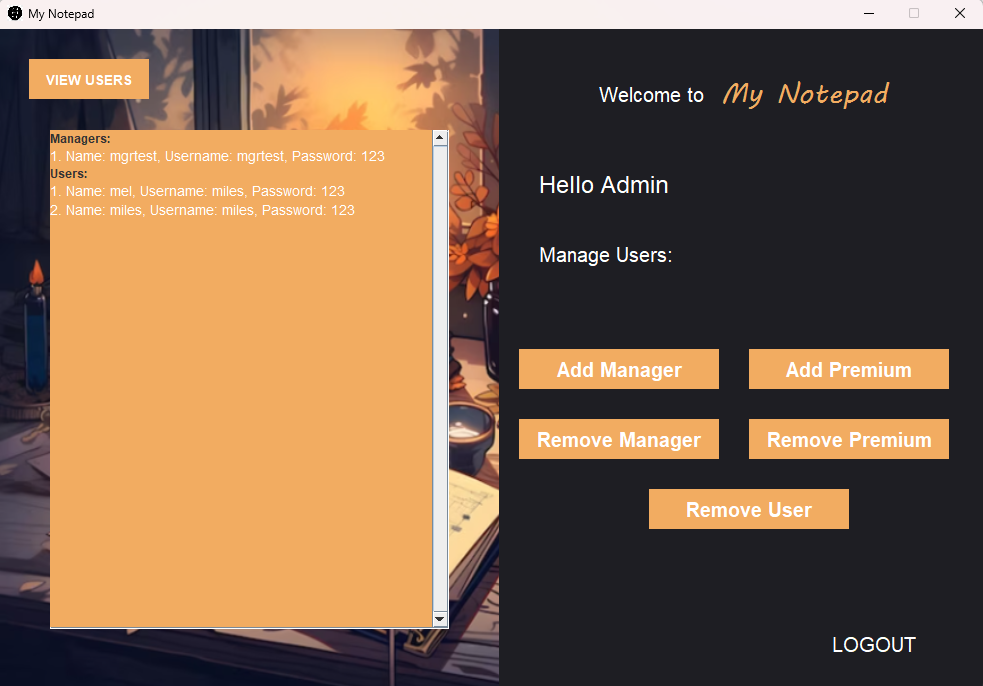 My Notepad
VIEW USERS
Managers:
1. Name: mgrtest, Username: mgrtest, Password: 123
Users:
1. Name: mel, Username: miles, Password: 123
2. Name: miles, Username: miles, Password: 123
Welcome to My Notepad
Hello Admin
Manage Users:
Add Manager Add Premium
Remove Manager Remove Premium
Remove User
LOGOUT